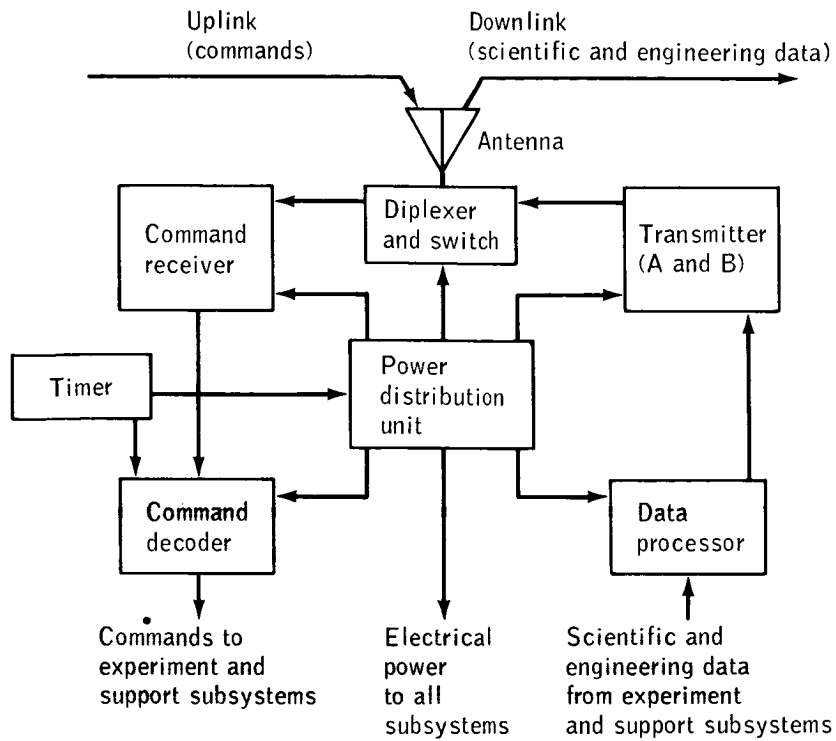 Uplink
(commands)
Downlink
(scientific and engineering data)
Antenna
Command
receiver
Diplexer
and switch
Transmitter
(A and B)
Timer
Power
distribution
unit
Command
decoder
Data
processor
Commands to
experiment and
support subsystems
Electrical
power
to all
subsystems
Scientific and
engineering data
from experiment
and support subsystems